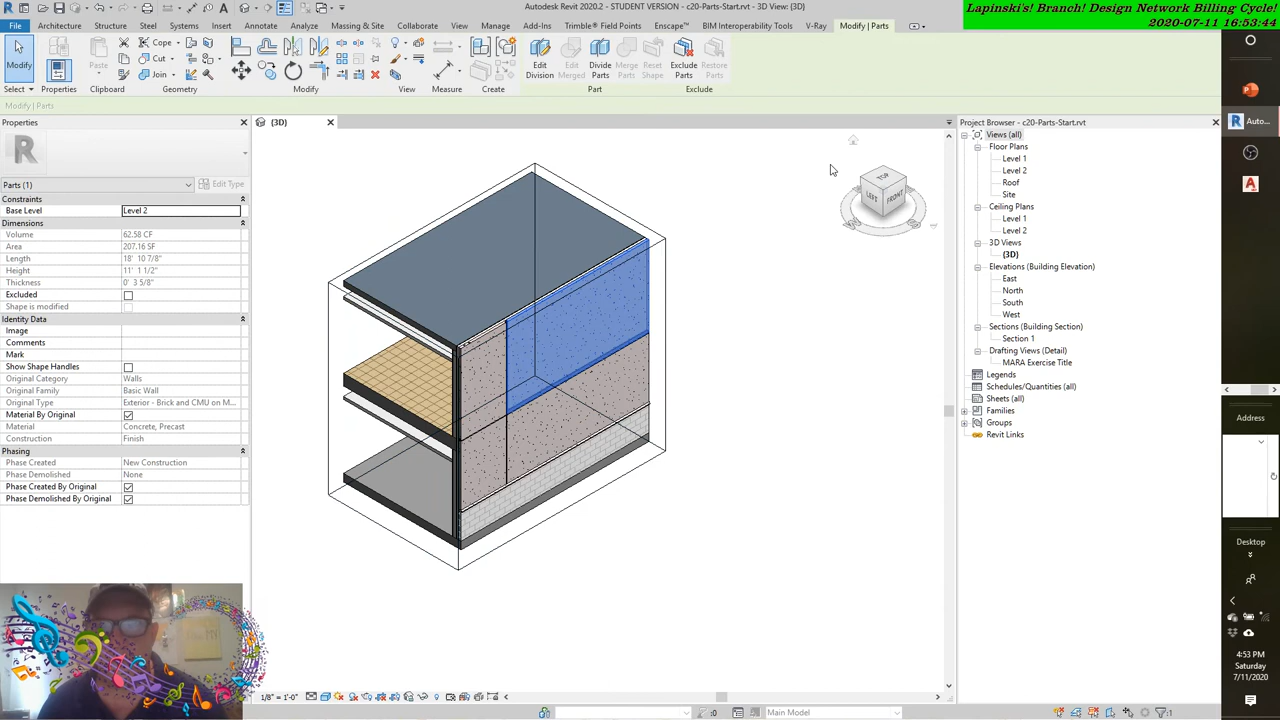 Autodesk Revit 2020.2 - STUDENT VERSION - c20-Parts-Start.rvt - 3D View: {3D}
Lapinski's! Branch! Design Network Billing Cycle!
2020-07-11 16:53:44
File Architecture Structure Steel Systems Insert Annotate Analyze Massing & Site Collaborate View Manage Add-Ins Trimble® Field Points Enscape™ BIM Interoperability Tools V-Ray Modify | Parts
Modify Paste Cope Cut Join Edit Division Edit Merged Divide Parts Merge Parts Reset Shape Exclude Parts Restore Parts
Select Properties Clipboard Geometry Modify View Measure Create Part Exclude
Modify | Parts
Properties
{3D}
Project Browser - c20-Parts-Start.rvt
Parts (1) Edit Type
Constraints
Base Level Level 2
Dimensions
Volume 62.58 CF
Area 207.16 SF
Length 18' 10 7/8"
Height 11' 1 1/2"
Thickness 0' 3 5/8"
Excluded
Shape is modified
Identity Data
Image
Comments
Mark
Show Shape Handles
Original Category Walls
Original Family Basic Wall
Original Type Exterior - Brick and CMU on M...
Material By Original
Material Concrete, Precast
Construction Finish
Phasing
Phase Created New Construction
Phase Demolished None
Phase Created By Original
Phase Demolished By Original
TOP
LEFT
FRONT
Views (all)
Floor Plans
Level 1
Level 2
Roof
Site
Ceiling Plans
Level 1
Level 2
3D Views
{3D}
Elevations (Building Elevation)
East
North
South
West
Sections (Building Section)
Section 1
Drafting Views (Detail)
MARA Exercise Title
Legends
Schedules/Quantities (all)
Sheets (all)
Families
Groups
Revit Links
Auto...
Address
Desktop
4:53 PM
Saturday
7/11/2020
1/8" = 1'-0"
:0
Main Model
:1